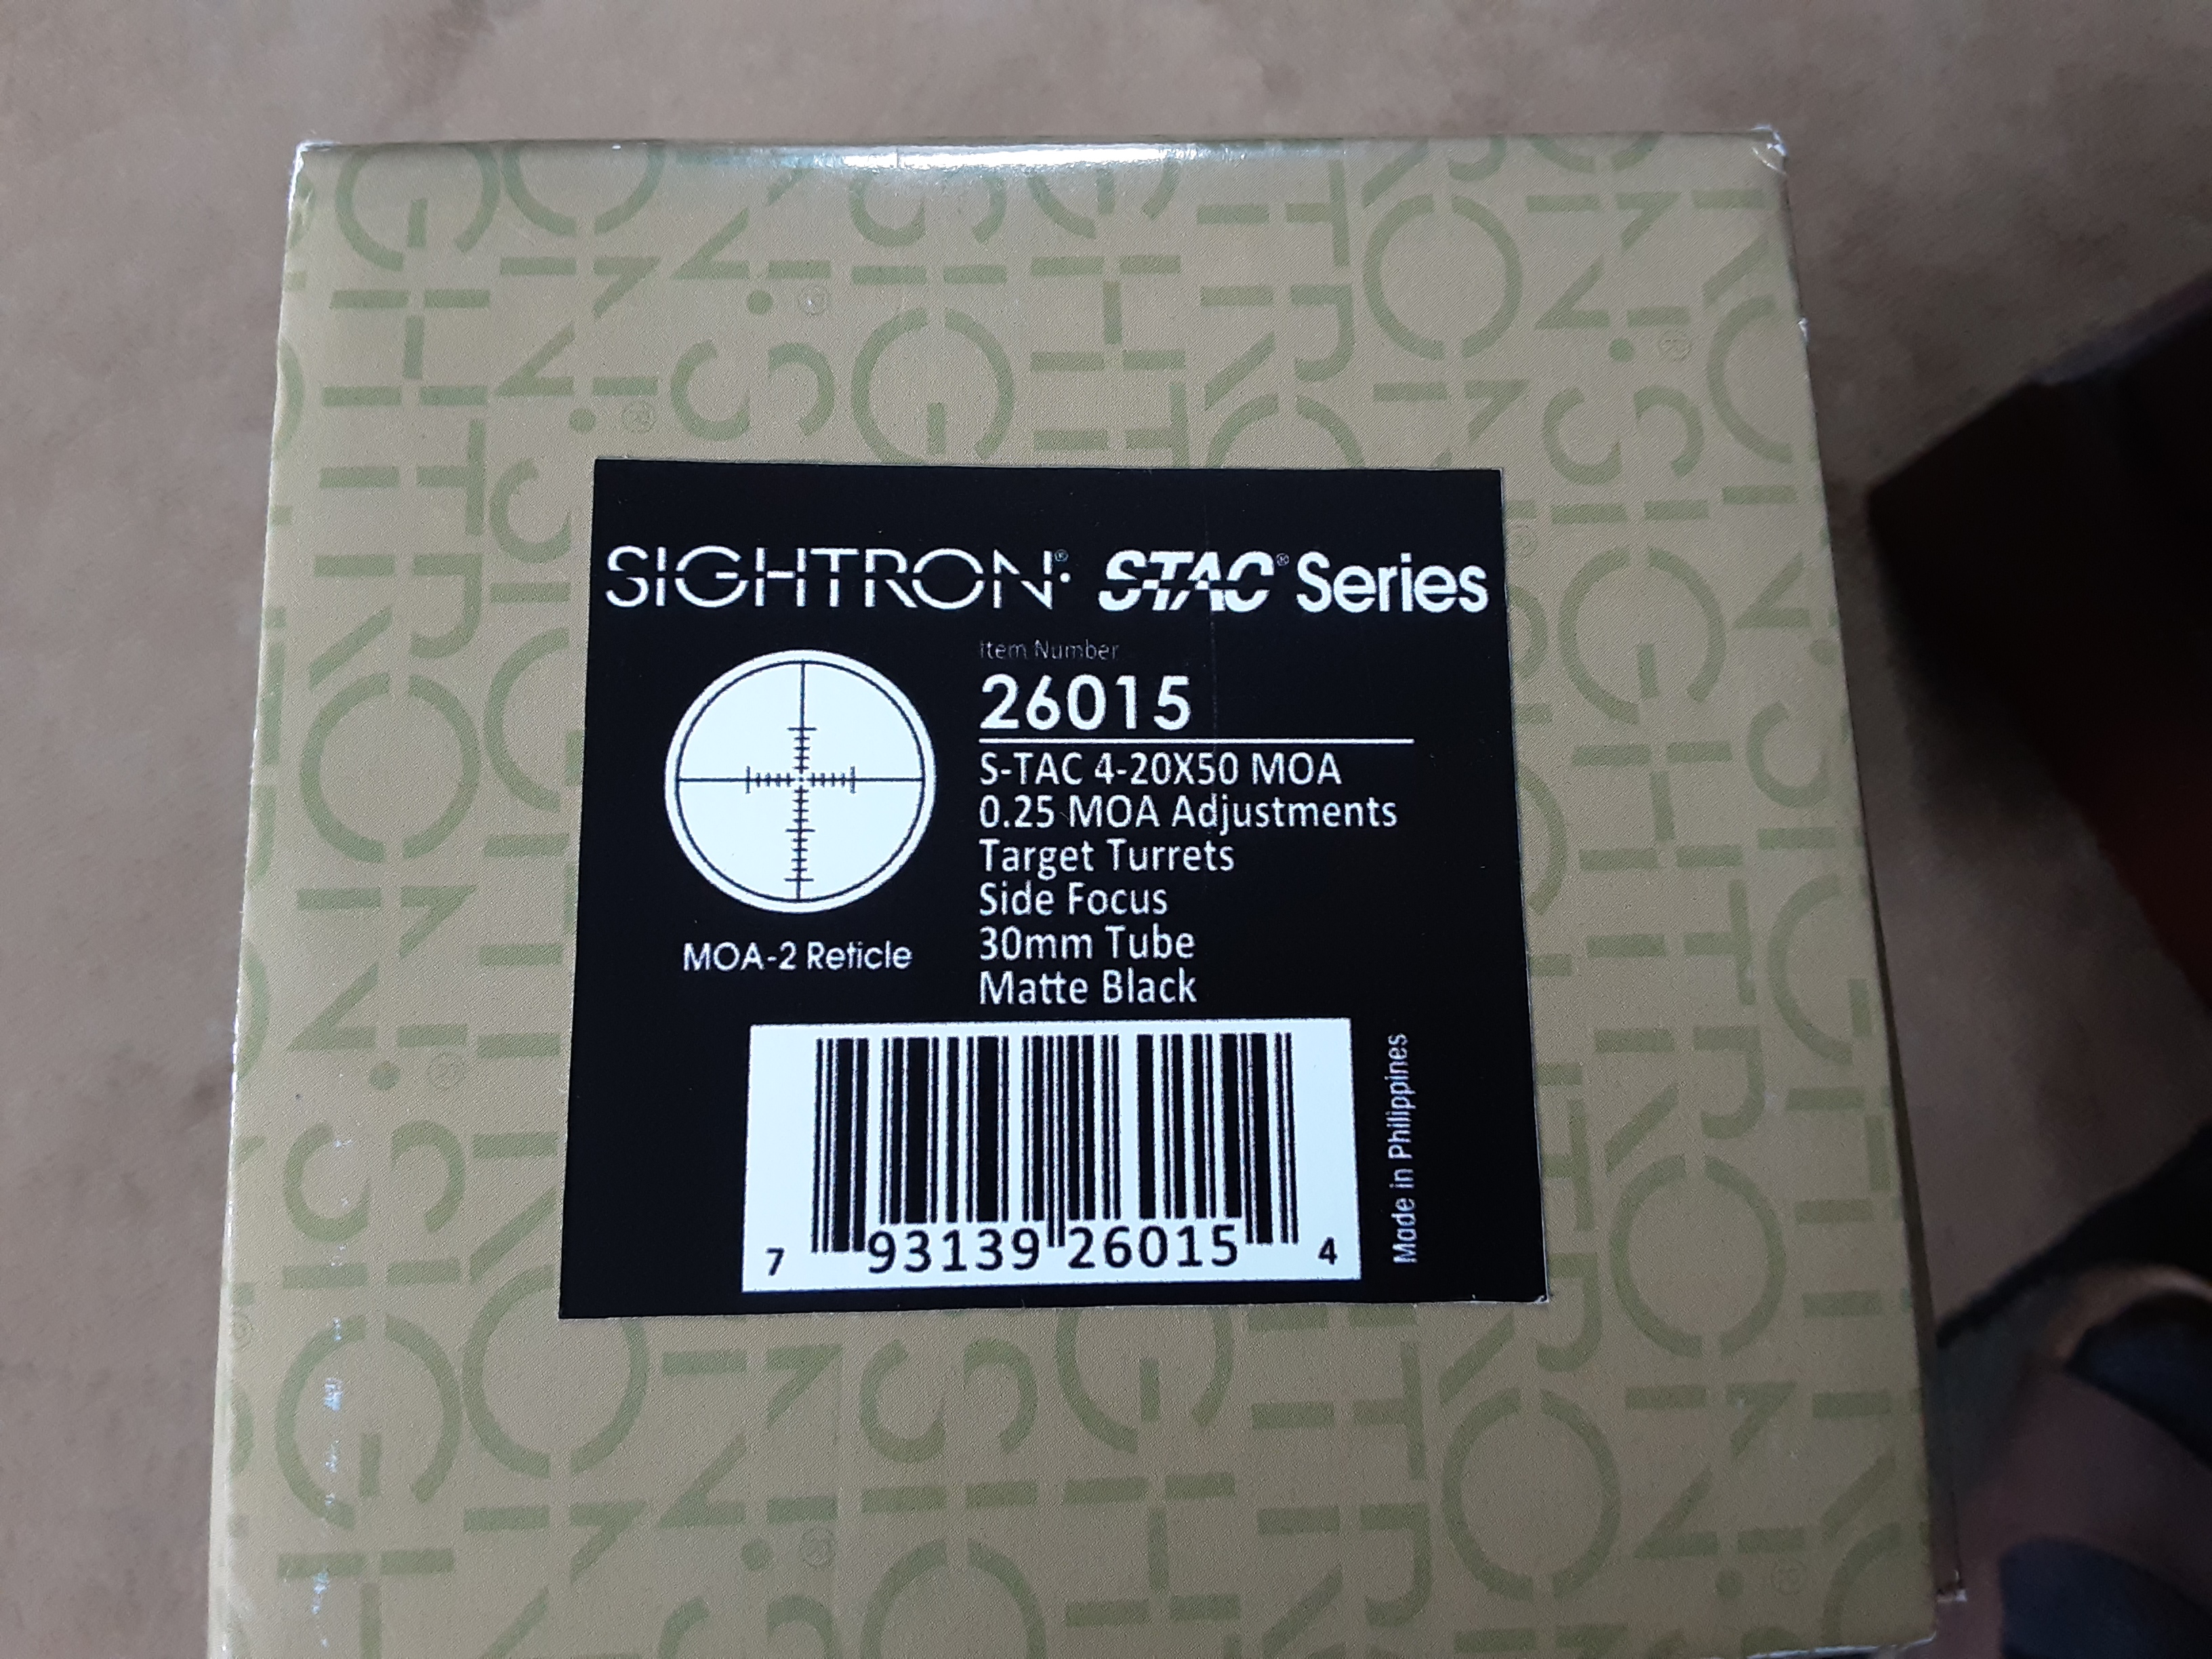 SIGHTRON® S-TAC® Series
Item Number
26015
S-TAC 4-20X50 MOA
0.25 MOA Adjustments
Target Turrets
Side Focus
30mm Tube
Matte Black
MOA-2 Reticle
7 93139 26015 4
Made in Philippines